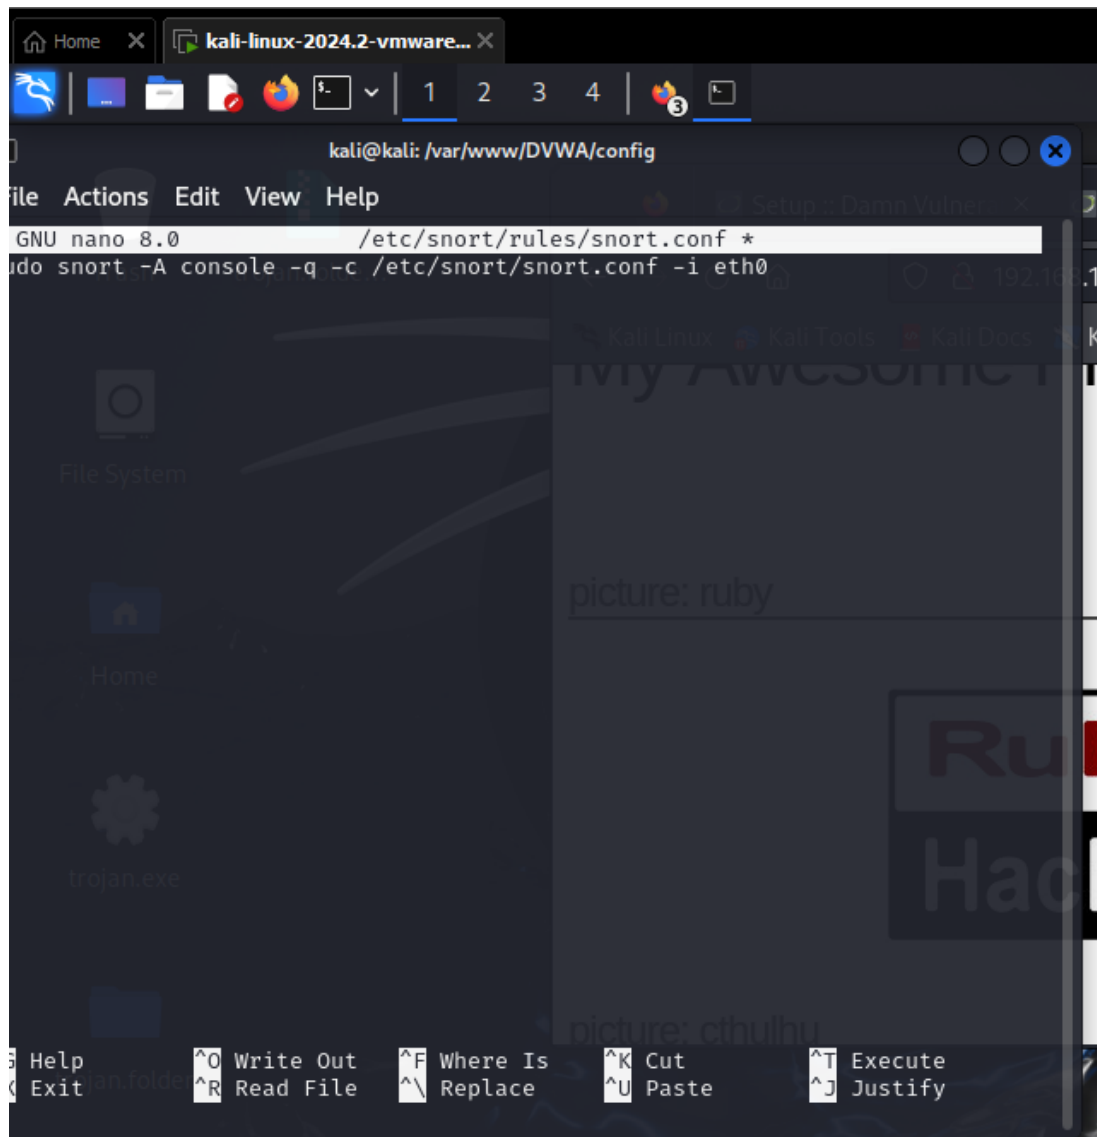 Home
kali-linux-2024.2-vmware...
1 2 3 4
3
kali@kali: /var/www/DVWA/config
File Actions Edit View Help
Setup :: Damn Vulner
GNU nano 8.0 /etc/snort/rules/snort.conf *
udo snort -A console -q -c /etc/snort/snort.conf -i eth0
192.168.1
Kali Linux Kali Tools Kali Docs K
File System
picture: ruby
Home
Ru
trojan.exe
Hac
picture: cthulhu
Help ^O Write Out ^F Where Is ^K Cut ^T Execute
Exit ^R Read File ^\ Replace ^U Paste ^J Justify